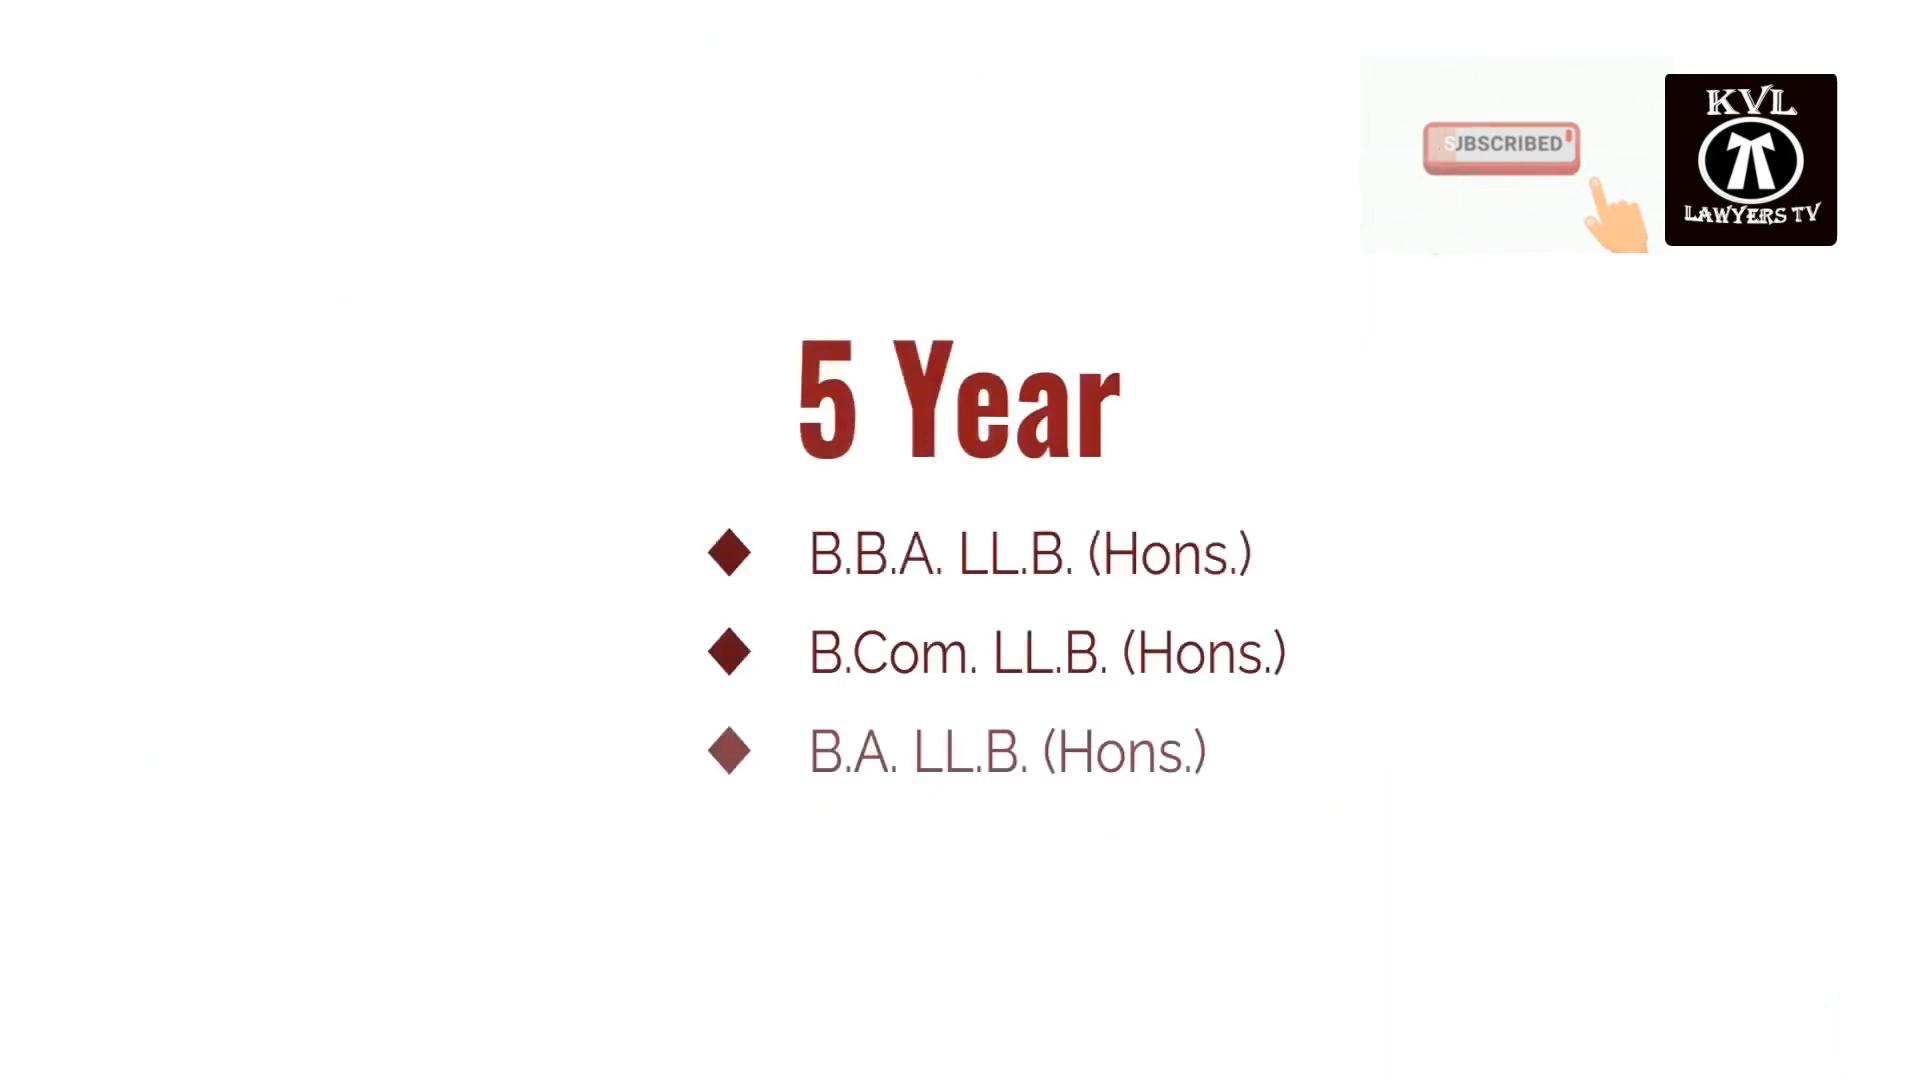 KVL
SUBSCRIBED
LAWYERS TV
5 Year
B.B.A. LL.B. (Hons.)
B.Com. LL.B. (Hons.)
B.A. LL.B. (Hons.)